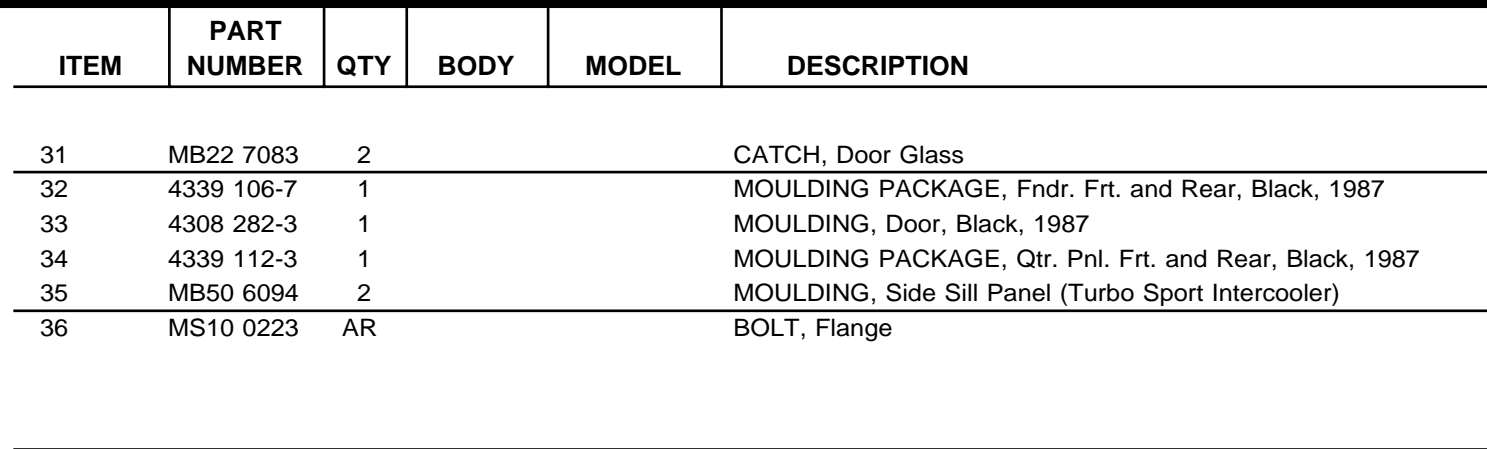 PART
ITEM NUMBER QTY BODY MODEL DESCRIPTION
31 MB22 7083 2 CATCH, Door Glass
32 4339 106-7 1 MOULDING PACKAGE, Fndr. Frt. and Rear, Black, 1987
33 4308 282-3 1 MOULDING, Door, Black, 1987
34 4339 112-3 1 MOULDING PACKAGE, Qtr. Pnl. Frt. and Rear, Black, 1987
35 MB50 6094 2 MOULDING, Side Sill Panel (Turbo Sport Intercooler)
36 MS10 0223 AR BOLT, Flange